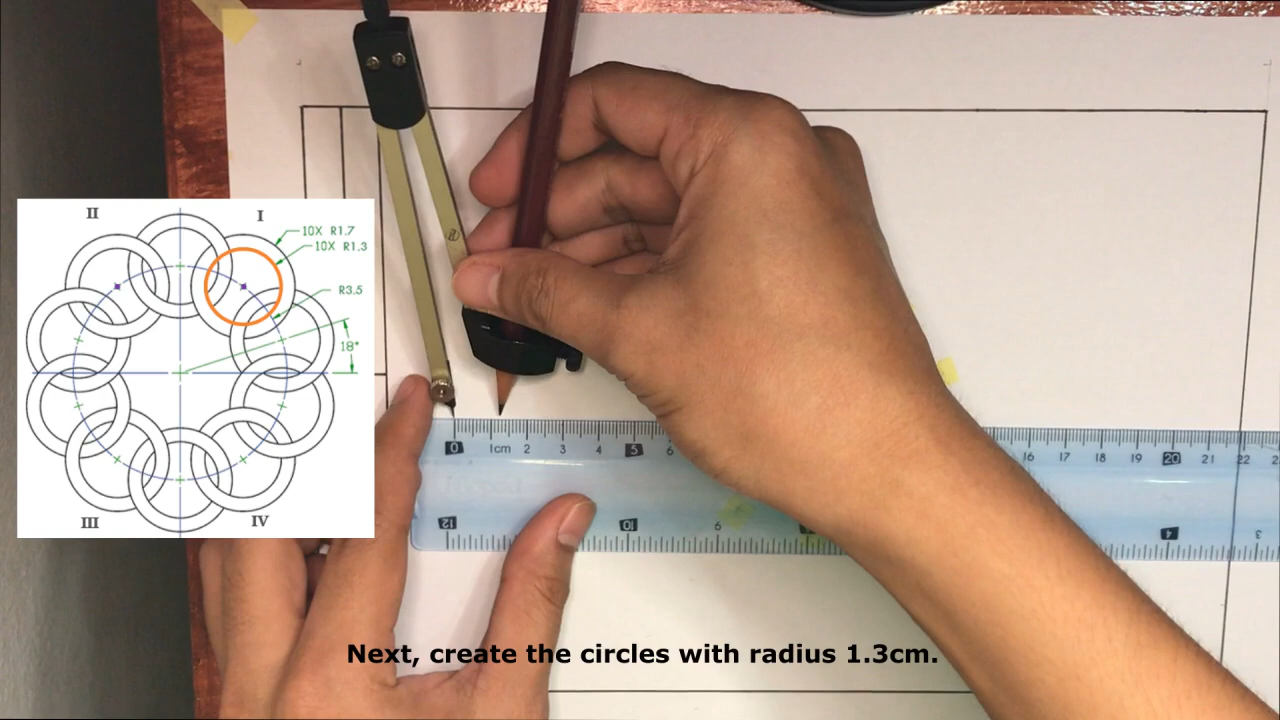 II
I
10X R1.7
10X R1.3
R3.5
18°
III
IV
0 1cm 2 3 4 5 6 16 17 18 19 20 21 22 2
12 10 6 4 3
Next, create the circles with radius 1.3cm.